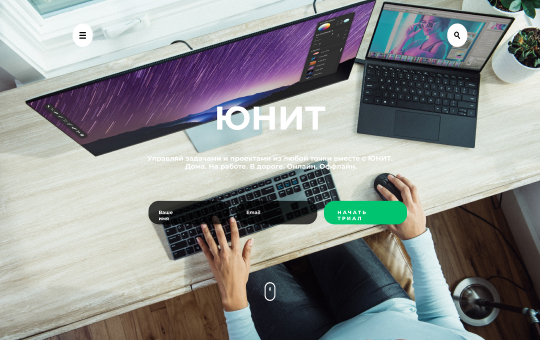 ЮНИТ
Управляй задачами и проектами из любой точки вместе с ЮНИТ.
Дома. На работе. В дороге. Онлайн. Офлайн.
Ваше
имя
Email
НАЧАТЬ
ТРИАЛ